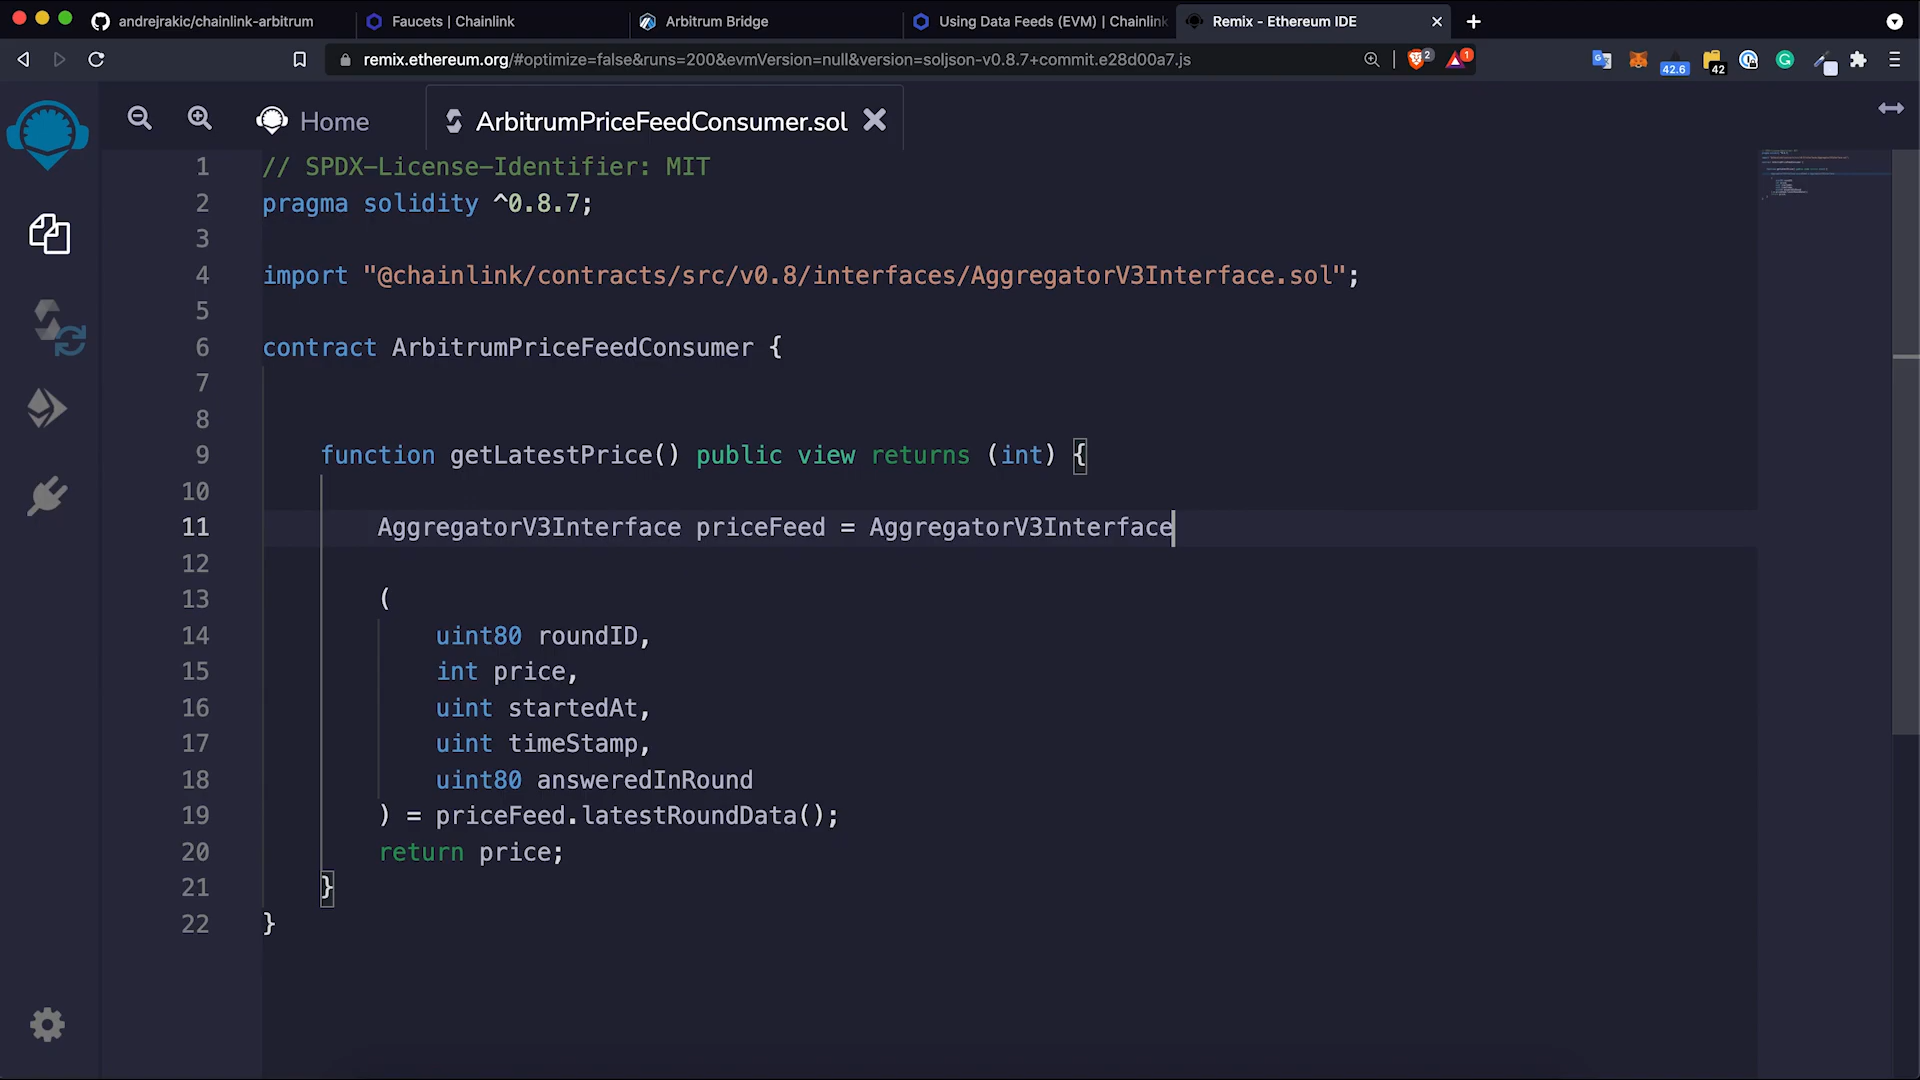 andrejrakic/chainlink-arbitrum
Faucets | Chainlink
Arbitrum Bridge
Using Data Feeds (EVM) | Chainlink
Remix - Ethereum IDE
remix.ethereum.org/#optimize=false&runs=200&evmVersion=null&version=soljson-v0.8.7+commit.e28d00a7.js
2
1
42.6
42
Home
ArbitrumPriceFeedConsumer.sol
1 // SPDX-License-Identifier: MIT
2 pragma solidity ^0.8.7;
3
4 import "@chainlink/contracts/src/v0.8/interfaces/AggregatorV3Interface.sol";
5
6 contract ArbitrumPriceFeedConsumer {
7
8
9 function getLatestPrice() public view returns (int) {
10
11 AggregatorV3Interface priceFeed = AggregatorV3Interface
12
13 (
14 uint80 roundID,
15 int price,
16 uint startedAt,
17 uint timeStamp,
18 uint80 answeredInRound
19 ) = priceFeed.latestRoundData();
20 return price;
21 }
22 }